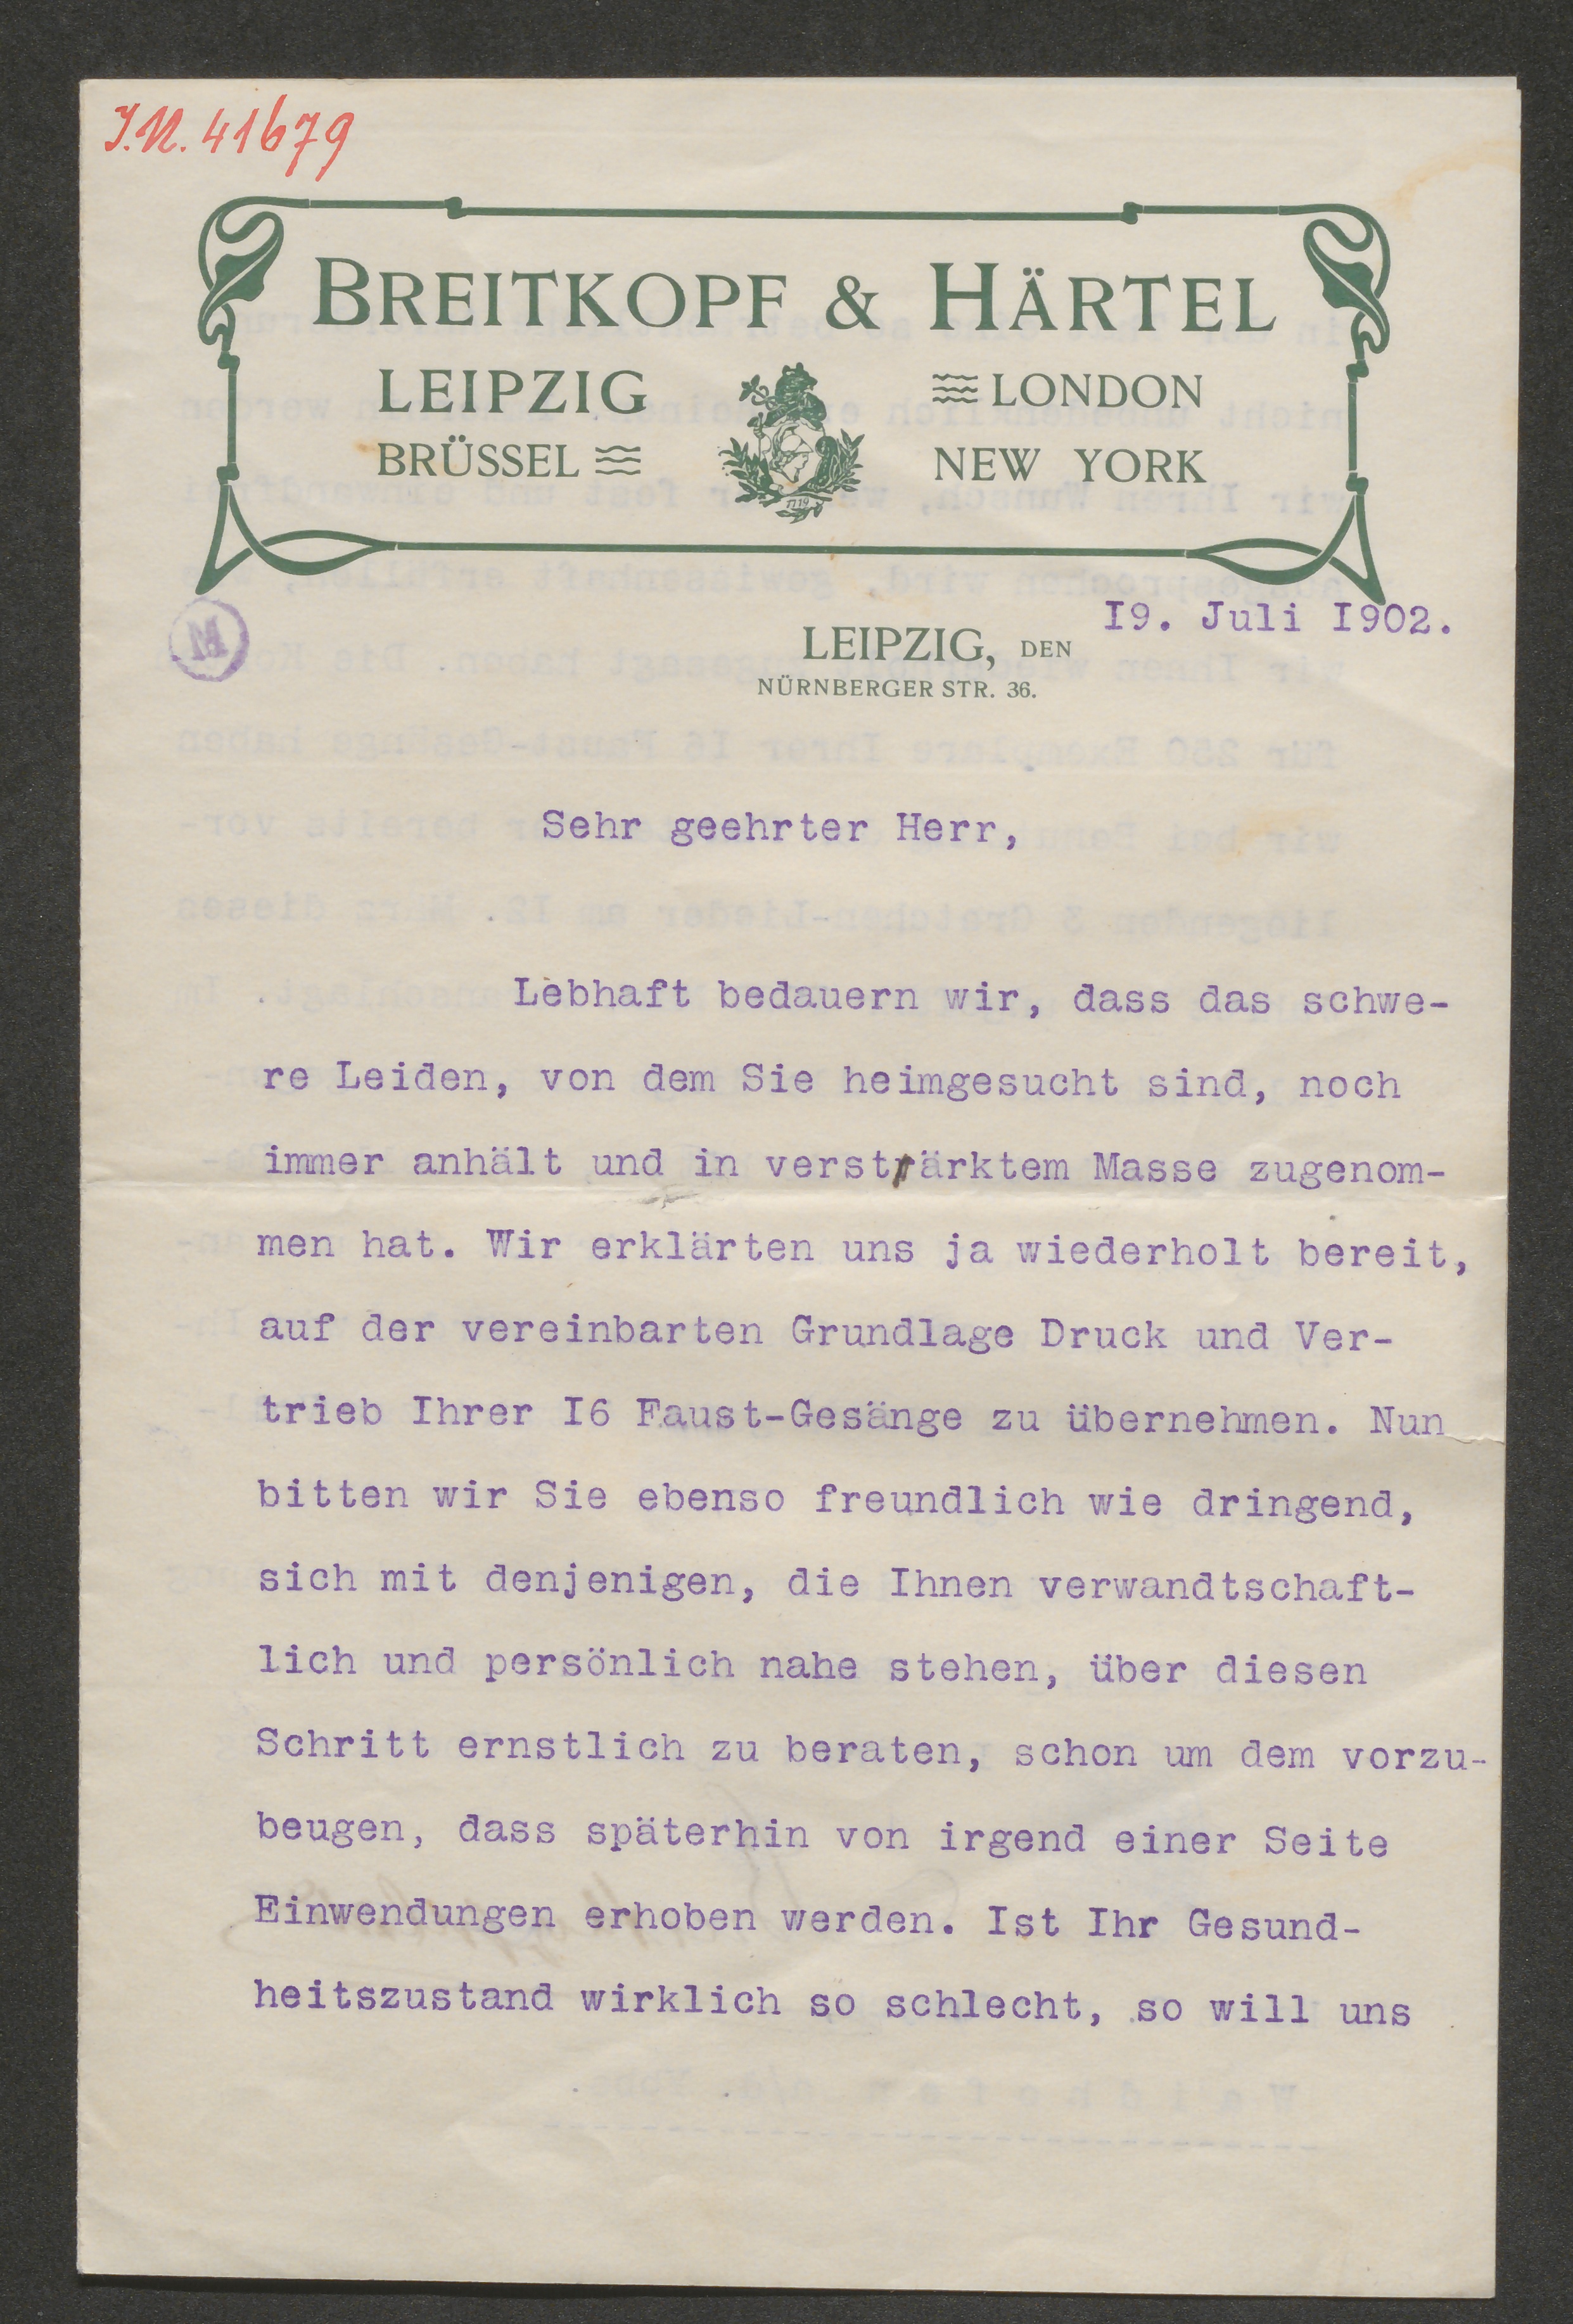 I.N. 41679
BREITKOPF & HÄRTEL
LEIPZIG
BRÜSSEL
LONDON
NEW YORK
1719
19. Juli 1902.
LEIPZIG, DEN
NÜRNBERGER STR. 36.
Sehr geehrter Herr,
Lebhaft bedauern wir, dass das schwe-
re Leiden, von dem Sie heimgesucht sind, noch
immer anhält und in verstärktem Masse zugenom-
men hat. Wir erklärten uns ja wiederholt bereit,
auf der vereinbarten Grundlage Druck und Ver-
trieb Ihrer I6 Faust-Gesänge zu übernehmen. Nun
bitten wir Sie ebenso freundlich wie dringend,
sich mit denjenigen, die Ihnen verwandtschaft-
lich und persönlich nahe stehen, über diesen
Schritt ernstlich zu beraten, schon um dem vorzu-
beugen, dass späterhin von irgend einer Seite
Einwendungen erhoben werden. Ist Ihr Gesund-
heitszustand wirklich so schlecht, so will uns